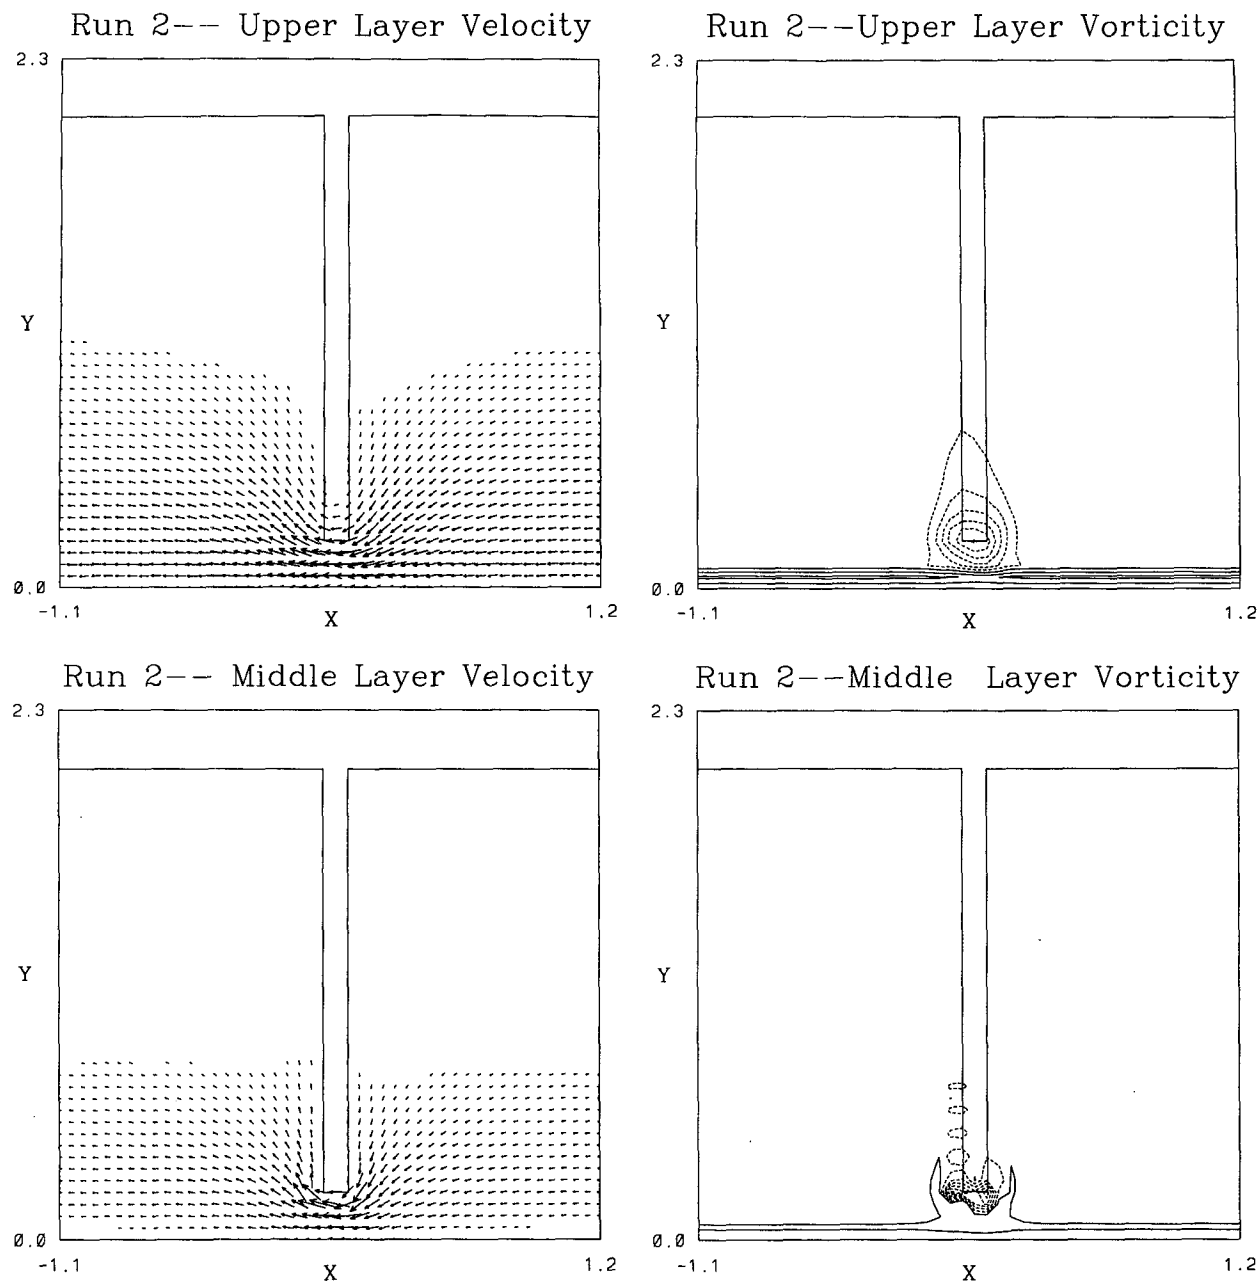 Run 2-- Upper Layer Velocity
2.3
Y
0.0
-1.1
X
1.2
Run 2--Upper Layer Vorticity
2.3
Y
0.0
-1.1
X
1.2
Run 2-- Middle Layer Velocity
2.3
Y
0.0
-1.1
X
1.2
Run 2--Middle Layer Vorticity
2.3
Y
0.0
-1.1
X
1.2